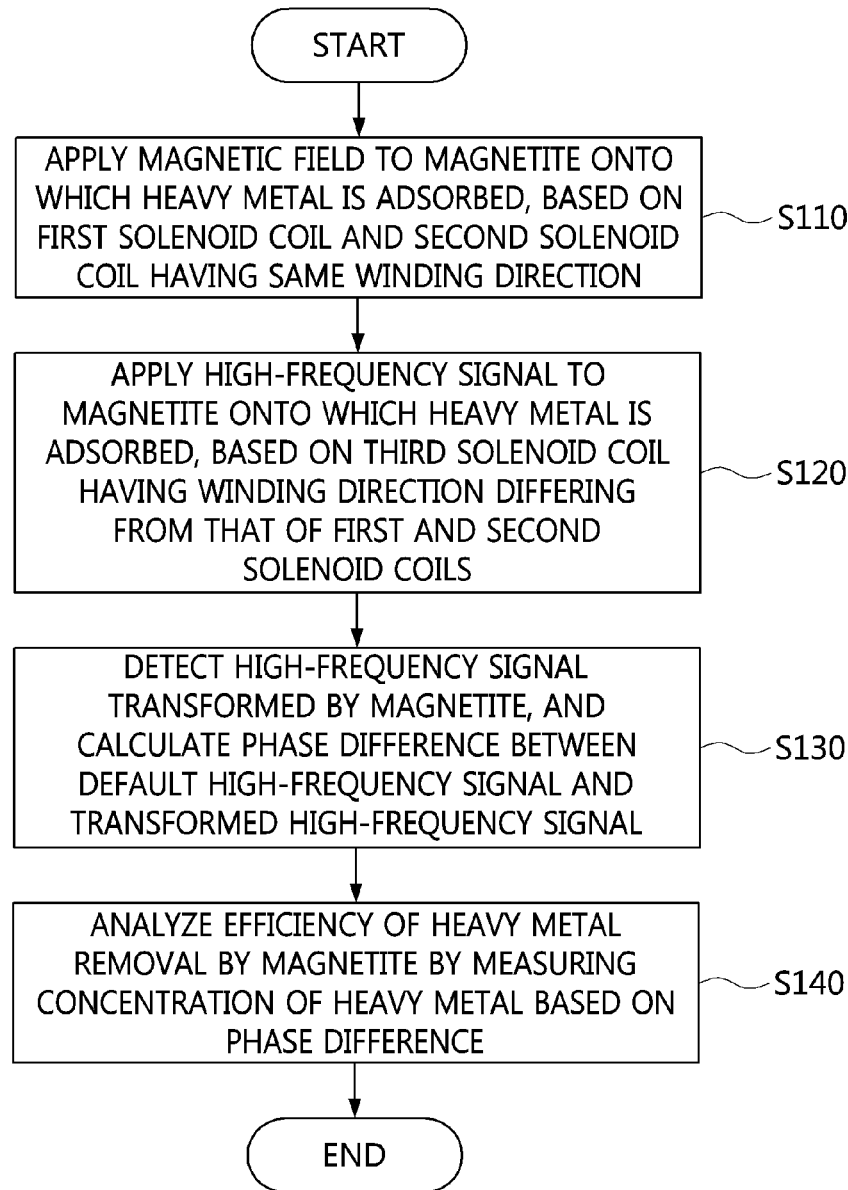 START
APPLY MAGNETIC FIELD TO MAGNETITE ONTO
WHICH HEAVY METAL IS ADSORBED, BASED ON
FIRST SOLENOID COIL AND SECOND SOLENOID
COIL HAVING SAME WINDING DIRECTION
S110
APPLY HIGH-FREQUENCY SIGNAL TO
MAGNETITE ONTO WHICH HEAVY METAL IS
ADSORBED, BASED ON THIRD SOLENOID COIL
HAVING WINDING DIRECTION DIFFERING
FROM THAT OF FIRST AND SECOND
SOLENOID COILS
S120
DETECT HIGH-FREQUENCY SIGNAL
TRANSFORMED BY MAGNETITE, AND
CALCULATE PHASE DIFFERENCE BETWEEN
DEFAULT HIGH-FREQUENCY SIGNAL AND
TRANSFORMED HIGH-FREQUENCY SIGNAL
S130
ANALYZE EFFICIENCY OF HEAVY METAL
REMOVAL BY MAGNETITE BY MEASURING
CONCENTRATION OF HEAVY METAL BASED ON
PHASE DIFFERENCE
S140
END